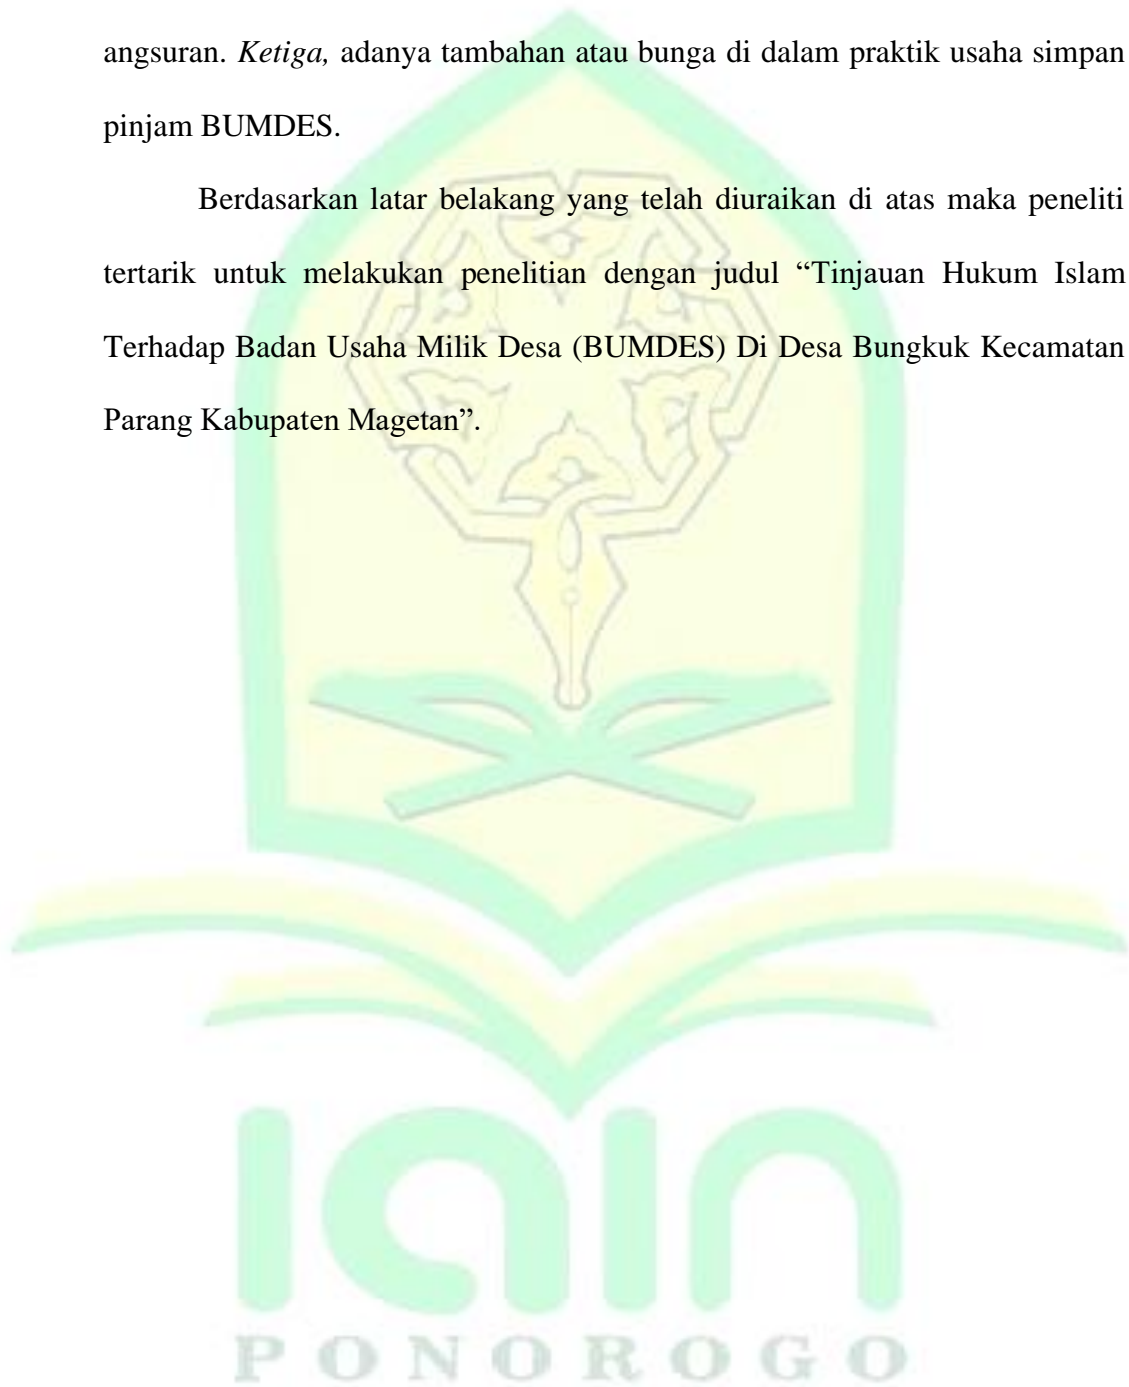 angsuran. Ketiga, adanya tambahan atau bunga di dalam praktik usaha simpan
pinjam BUMDES.
Berdasarkan latar belakang yang telah diuraikan di atas maka peneliti
tertarik untuk melakukan penelitian dengan judul “Tinjauan Hukum Islam
Terhadap Badan Usaha Milik Desa (BUMDES) Di Desa Bungkuk Kecamatan
Parang Kabupaten Magetan”.
iain
PONOROGO